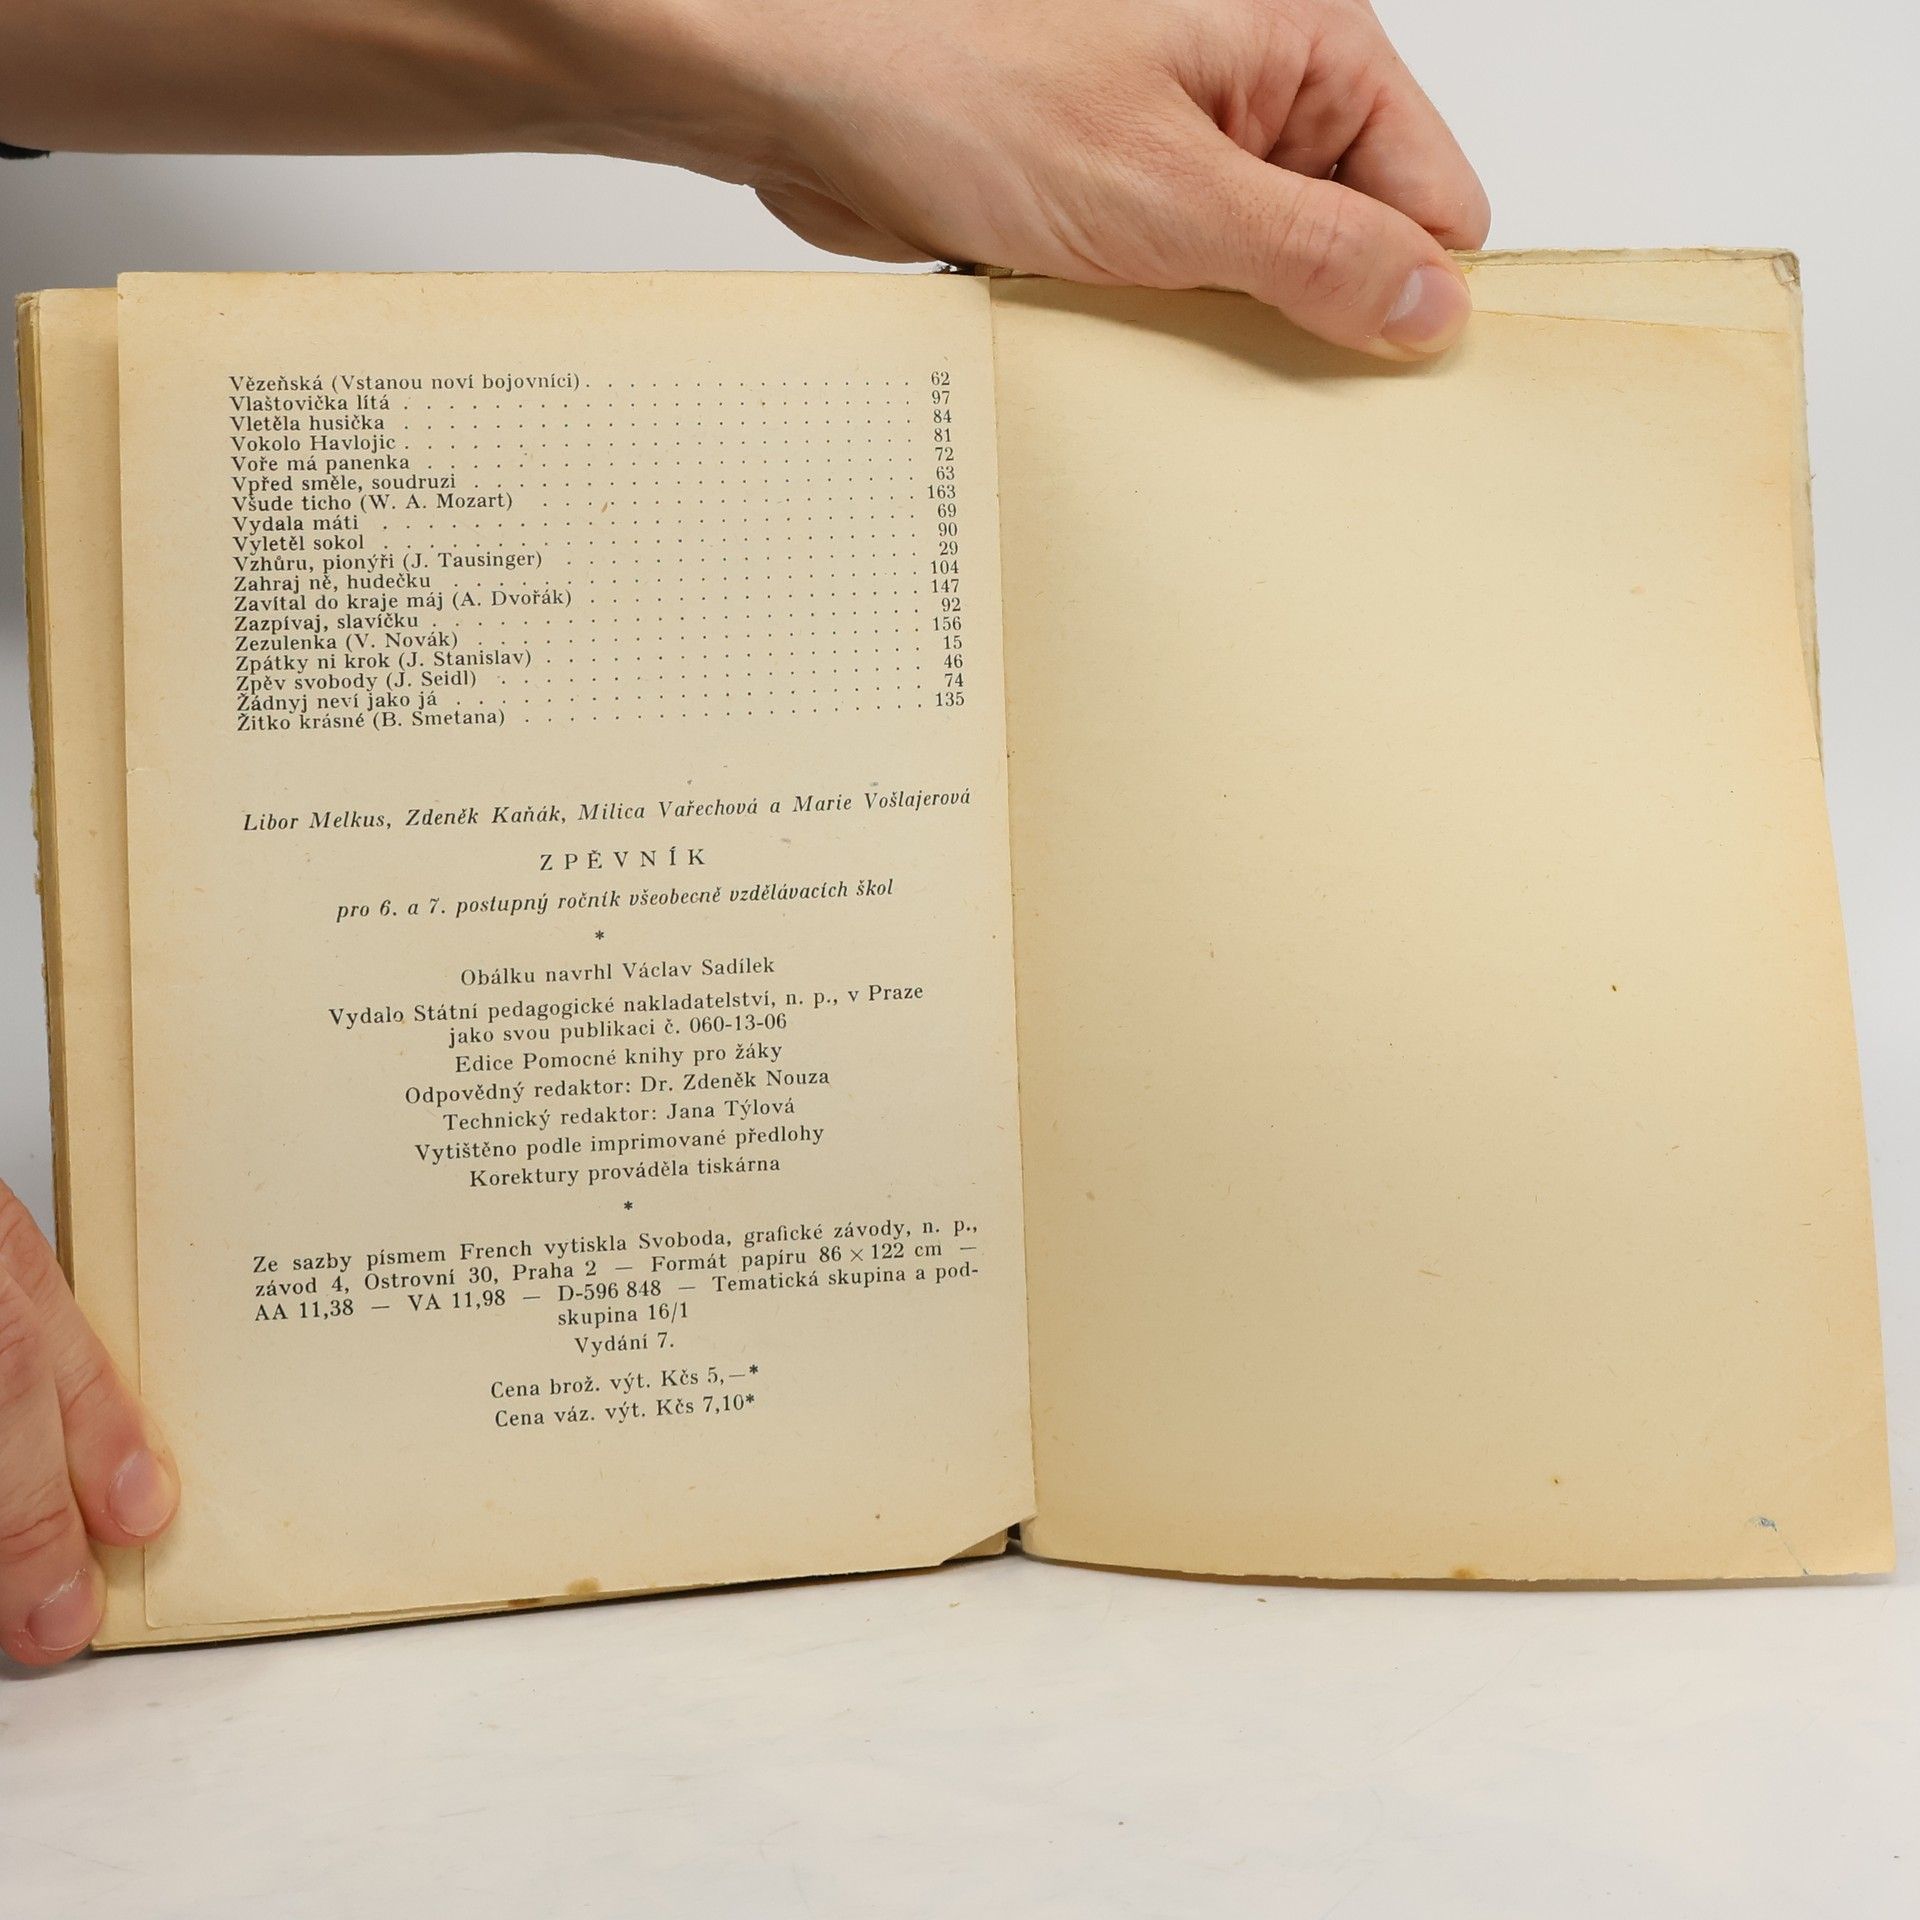 Vězeňská (Vstanou noví bojovníci) . . . . . . . . . . . . . . . 62
Vlaštovička lítá . . . . . . . . . . . . . . . . . . . . . . . 97
Vletěla husička . . . . . . . . . . . . . . . . . . . . . . . 84
Vokolo Havlojic . . . . . . . . . . . . . . . . . . . . . . . 81
Voře má panenka . . . . . . . . . . . . . . . . . . . . . . 72
Vpřed směle, soudruzi . . . . . . . . . . . . . . . . . . . . 63
Všude ticho (W. A. Mozart) . . . . . . . . . . . . . . . . . 163
Vydala máti . . . . . . . . . . . . . . . . . . . . . . . . 69
Vyletěl sokol . . . . . . . . . . . . . . . . . . . . . . . . 90
Vzhůru, pionýři (J. Tausinger) . . . . . . . . . . . . . . . . 29
Zahraj ně, hudečku . . . . . . . . . . . . . . . . . . . . . 104
Zavítal do kraje máj (A. Dvořák) . . . . . . . . . . . . . . . 147
Zazpívaj, slavíčku . . . . . . . . . . . . . . . . . . . . . . 92
Zezulenka (V. Novák) . . . . . . . . . . . . . . . . . . . . 156
Zpátky ni krok (J. Stanislav) . . . . . . . . . . . . . . . . . 15
Zpěv svobody (J. Seidl) . . . . . . . . . . . . . . . . . . . 46
Žádnyj neví jako já . . . . . . . . . . . . . . . . . . . . . 74
Žitko krásné (B. Smetana) . . . . . . . . . . . . . . . . . . 135
Libor Melkus, Zdeněk Kaňák, Milica Vařechová a Marie Vošlajerová
ZPĚVNÍK
pro 6. a 7. postupný ročník všeobecně vzdělávacích škol
*
Obálku navrhl Václav Sadílek
Vydalo Státní pedagogické nakladatelství, n. p., v Praze
jako svou publikaci č. 060-13-06
Edice Pomocné knihy pro žáky
Odpovědný redaktor: Dr. Zdeněk Nouza
Technický redaktor: Jana Týlová
Vytištěno podle imprimované předlohy
Korektury prováděla tiskárna
*
Ze sazby písmem French vytiskla Svoboda, grafické závody, n. p.,
závod 4, Ostrovní 30, Praha 2 — Formát papíru 86 × 122 cm —
AA 11,38 — VA 11,98 — D-596 848 — Tematická skupina a pod-
skupina 16/1
Vydání 7.
Cena brož. výt. Kčs 5,—*
Cena váz. výt. Kčs 7,10*